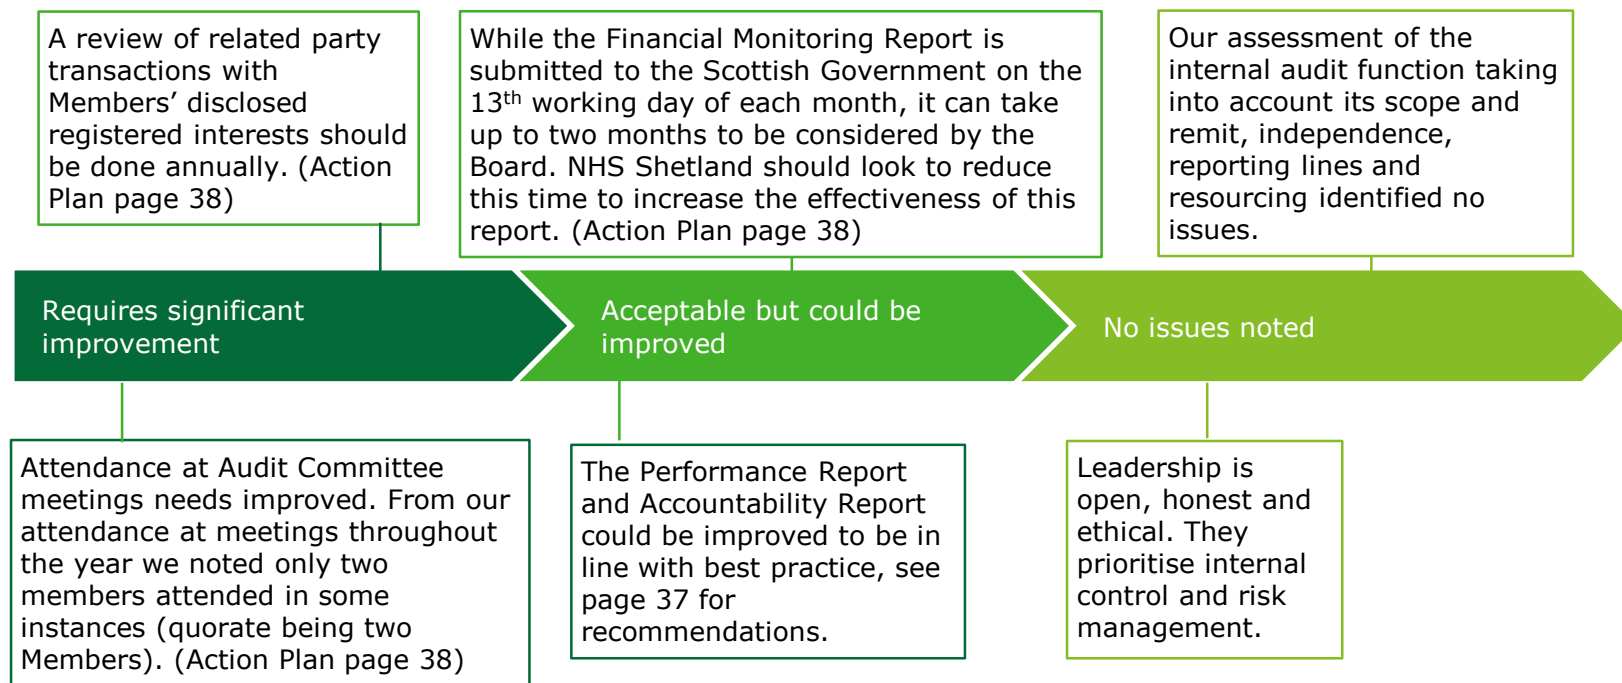 A review of related party
transactions with
Members’ disclosed
registered interests should
be done annually. (Action
Plan page 38)
While the Financial Monitoring Report is
submitted to the Scottish Government on the
13th working day of each month, it can take
up to two months to be considered by the
Board. NHS Shetland should look to reduce
this time to increase the effectiveness of this
report. (Action Plan page 38)
Our assessment of the
internal audit function taking
into account its scope and
remit, independence,
reporting lines and
resourcing identified no
issues.
Requires significant
improvement
Acceptable but could be
improved
No issues noted
Attendance at Audit Committee
meetings needs improved. From our
attendance at meetings throughout
the year we noted only two
members attended in some
instances (quorate being two
Members). (Action Plan page 38)
The Performance Report
and Accountability Report
could be improved to be in
line with best practice, see
page 37 for
recommendations.
Leadership is
open, honest and
ethical. They
prioritise internal
control and risk
management.